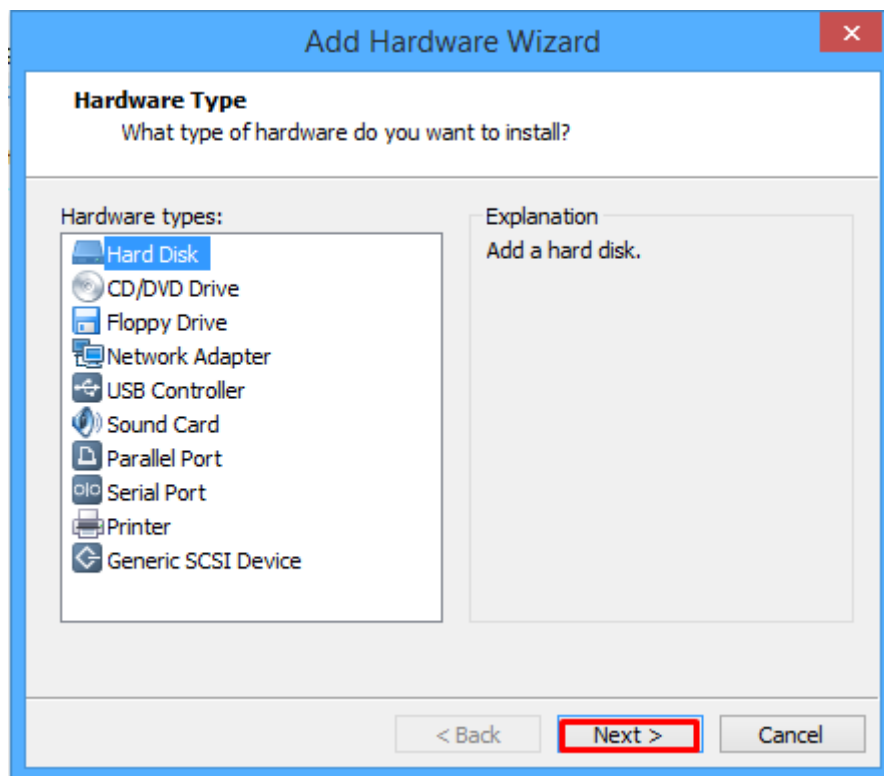 Add Hardware Wizard
Hardware Type
What type of hardware do you want to install?
Hardware types:
Hard Disk
CD/DVD Drive
Floppy Drive
Network Adapter
USB Controller
Sound Card
Parallel Port
Serial Port
Printer
Generic SCSI Device
Explanation
Add a hard disk.
< Back
Next >
Cancel